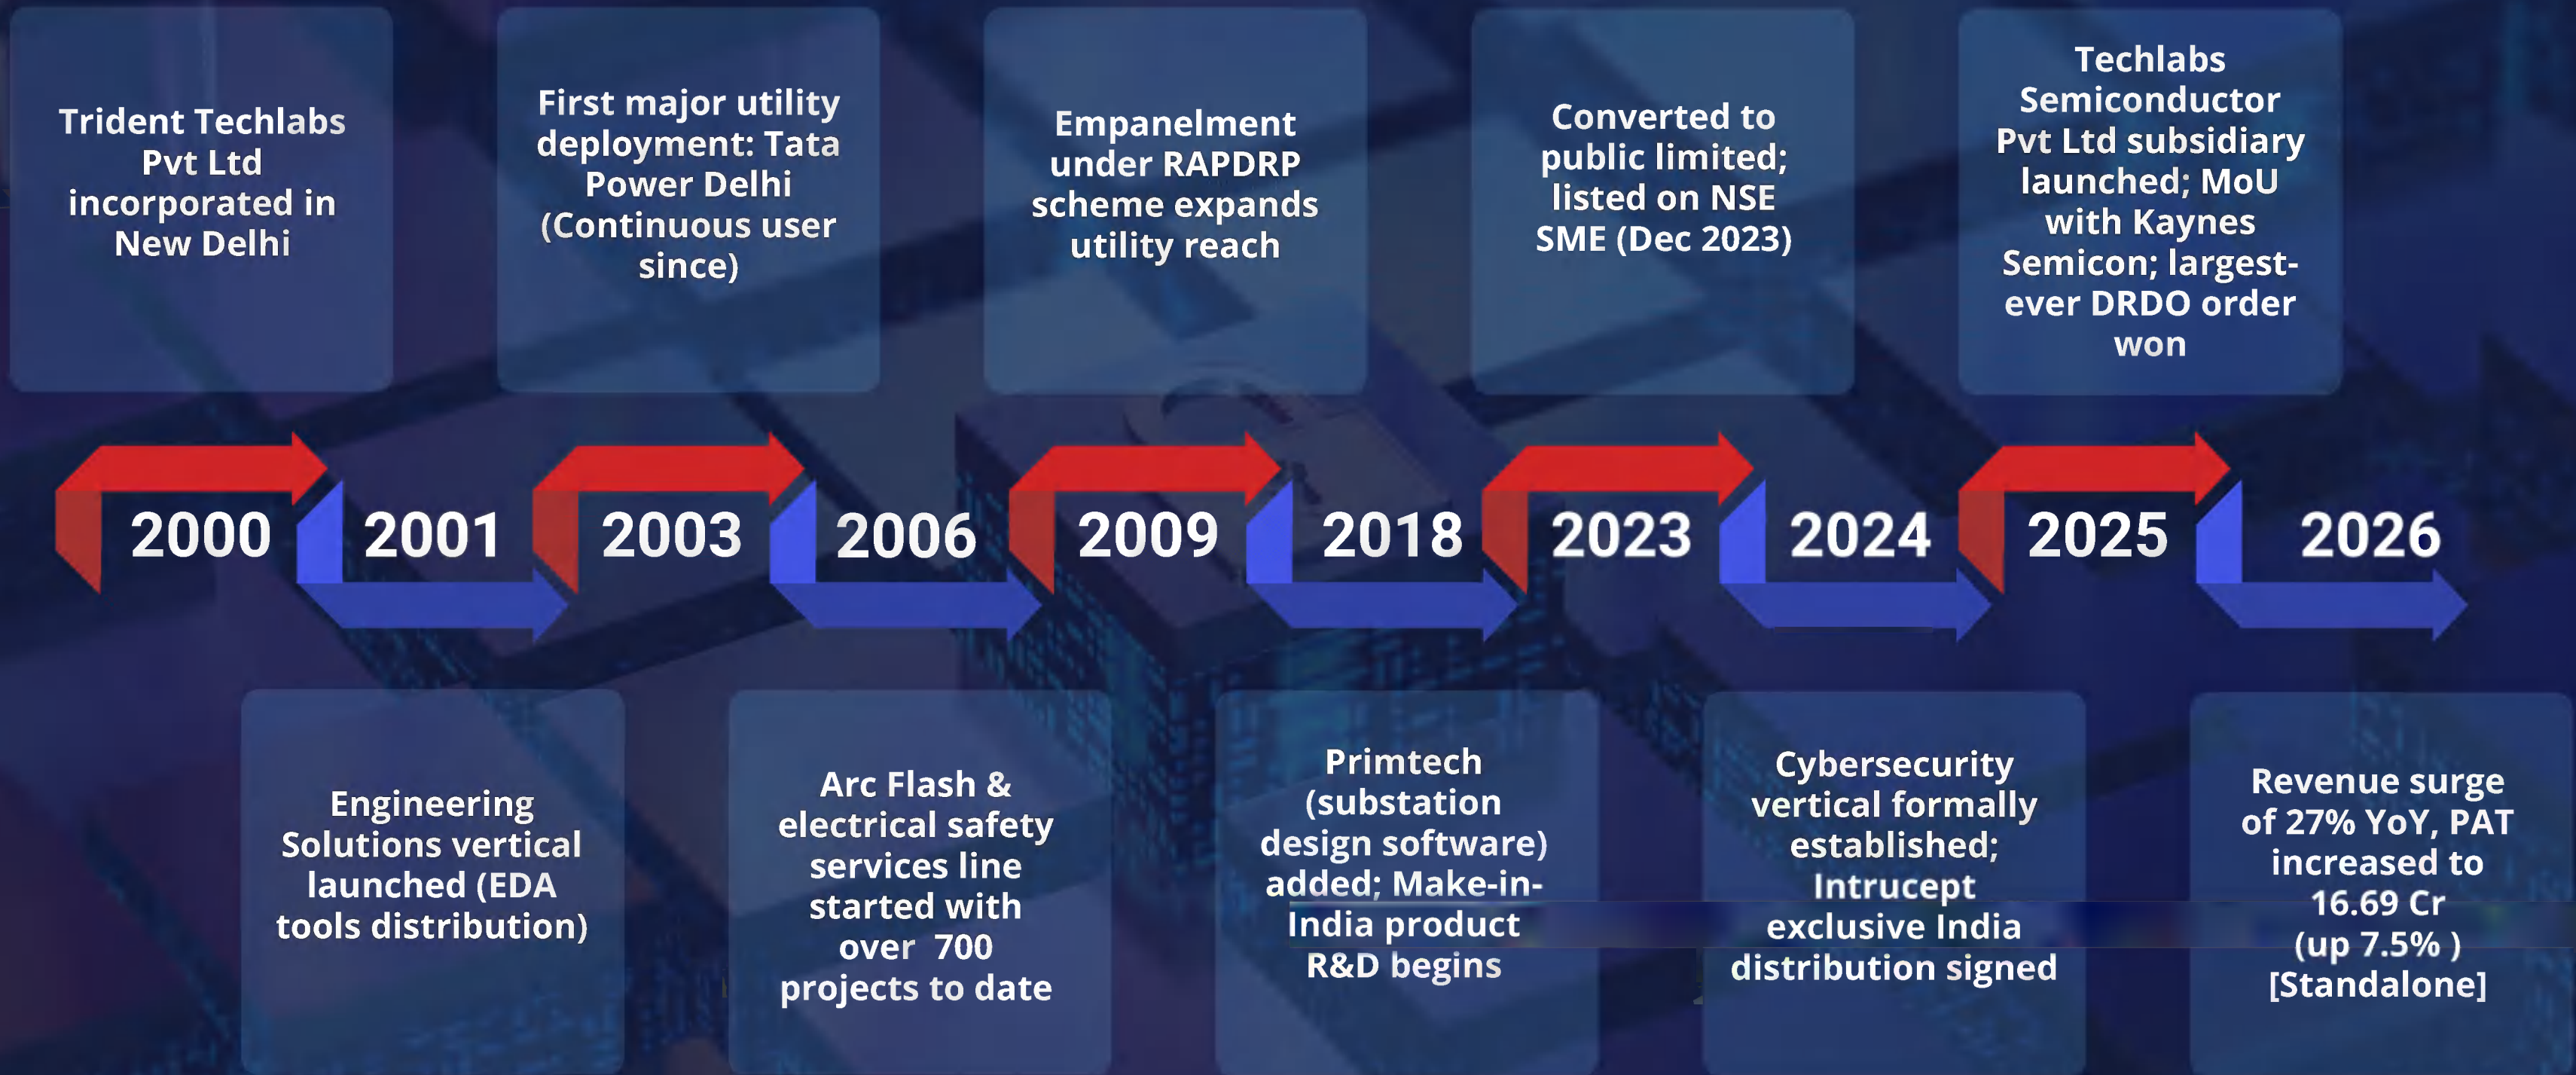 Trident Techlabs
Pvt Ltd
incorporated in
New Delhi
First major utility
deployment: Tata
Power Delhi
(Continuous user
since)
Empanelment
under RAPDRP
scheme expands
utility reach
Converted to
public limited;
listed on NSE
SME (Dec 2023)
Techlabs
Semiconductor
Pvt Ltd subsidiary
launched; MoU
with Kaynes
Semicon; largest-
ever DRDO order
won
2000
2001
2003
2006
2009
2018
2023
2024
2025
2026
Engineering
Solutions vertical
launched (EDA
tools distribution)
Arc Flash &
electrical safety
services line
started with
over  700
projects to date
Primtech
(substation
design software)
added; Make-in-
India product
R&D begins
Cybersecurity
vertical formally
established;
Intrucept
exclusive India
distribution signed
Revenue surge
of 27% YoY, PAT
increased to
16.69 Cr
(up 7.5% )
[Standalone]